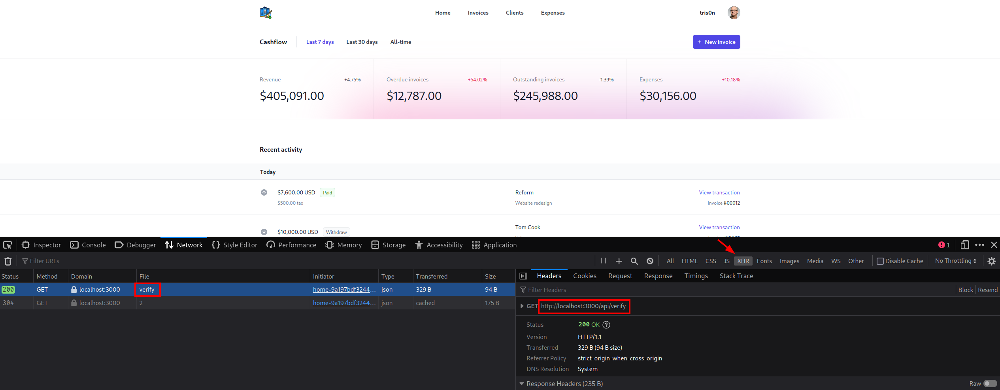 Home Invoices Clients Expenses tris0n
Cashflow Last 7 days Last 30 days All-time + New invoice
Revenue +4.75% Overdue invoices +54.02% Outstanding invoices -1.39% Expenses +10.18%
$405,091.00 $12,787.00 $245,988.00 $30,156.00
Recent activity
Today
$7,600.00 USD Paid Reform View transaction
$500.00 tax Website redesign Invoice #00012
$10,000.00 USD Withdraw Tom Cook View transaction
Inspector Console Debugger Network Style Editor Performance Memory Storage Accessibility Application 1
Filter URLs All HTML CSS JS XHR Fonts Images Media WS Other Disable Cache No Throttling
Status Method Domain File Initiator Type Transferred Size
200 GET localhost:3000 verify home-9a197bdf3244... json 329 B 94 B
304 GET localhost:3000 2 home-9a197bdf3244... json cached 175 B
Headers Cookies Request Response Timings Stack Trace
Filter Headers Block Resend
GET http://localhost:3000/api/verify
Status 200 OK ?
Version HTTP/1.1
Transferred 329 B (94 B size)
Referrer Policy strict-origin-when-cross-origin
DNS Resolution System
Response Headers (235 B) Raw